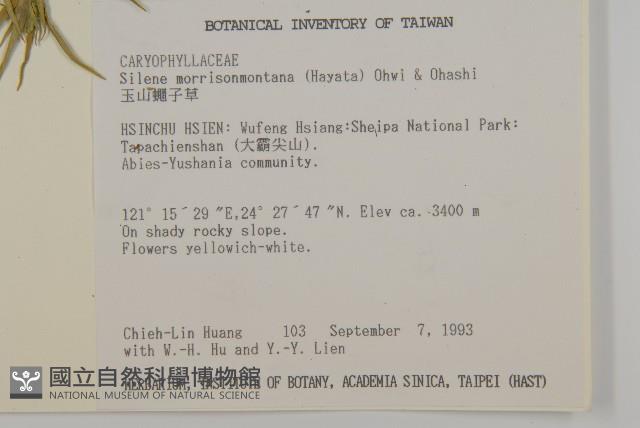 BOTANICAL INVENTORY OF TAIWAN
CARYOPHYLLACEAE
Silene morrisonmontana (Hayata) Ohwi & Ohashi
玉山蠅子草
HSINCHU HSIEN: Wufeng Hsiang:Sheipa National Park:
Tapachienshan (大霸尖山).
Abies-Yushania community.
121° 15´29 ″E,24° 27´47 ″N. Elev ca. 3400 m
On shady rocky slope.
Flowers yellowich-white.
Chieh-Lin Huang 103 September 7, 1993
with W.-H. Hu and Y.-Y. Lien
HERBARIUM, INSTITUTE OF BOTANY, ACADEMIA SINICA, TAIPEI (HAST)
國立自然科學博物館
NATIONAL MUSEUM OF NATURAL SCIENCE